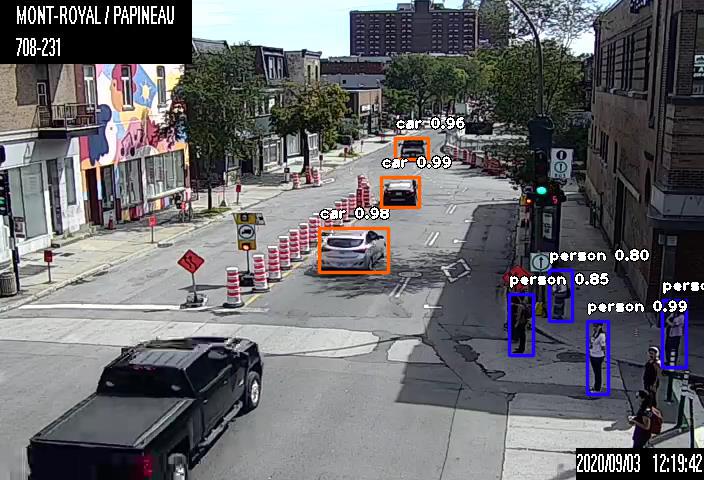 MONT-ROYAL / PAPINEAU
708-231
car 0.96
car 0.99
car 0.98
person 0.80
person 0.85
person 0.99
2020/09/03 12:19:42